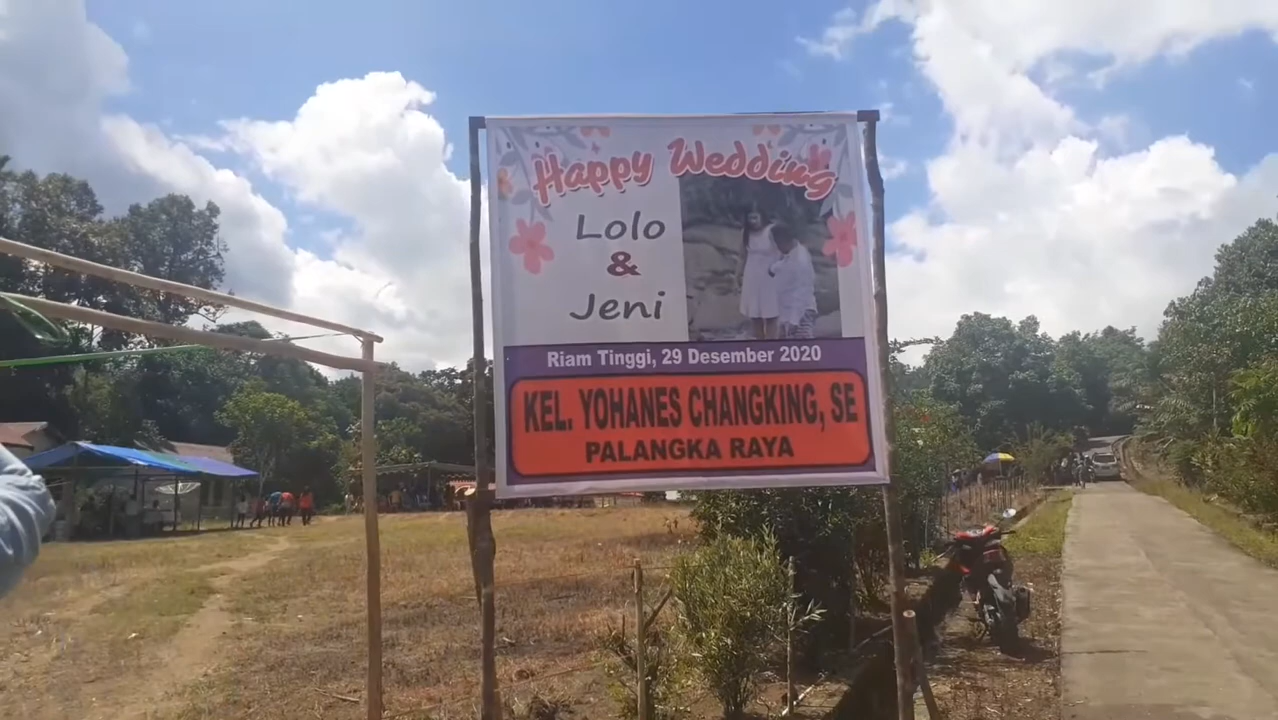 Happy Wedding
Lolo
&
Jeni
Riam Tinggi, 29 Desember 2020
KEL. YOHANES CHANGKING, SE
PALANGKA RAYA